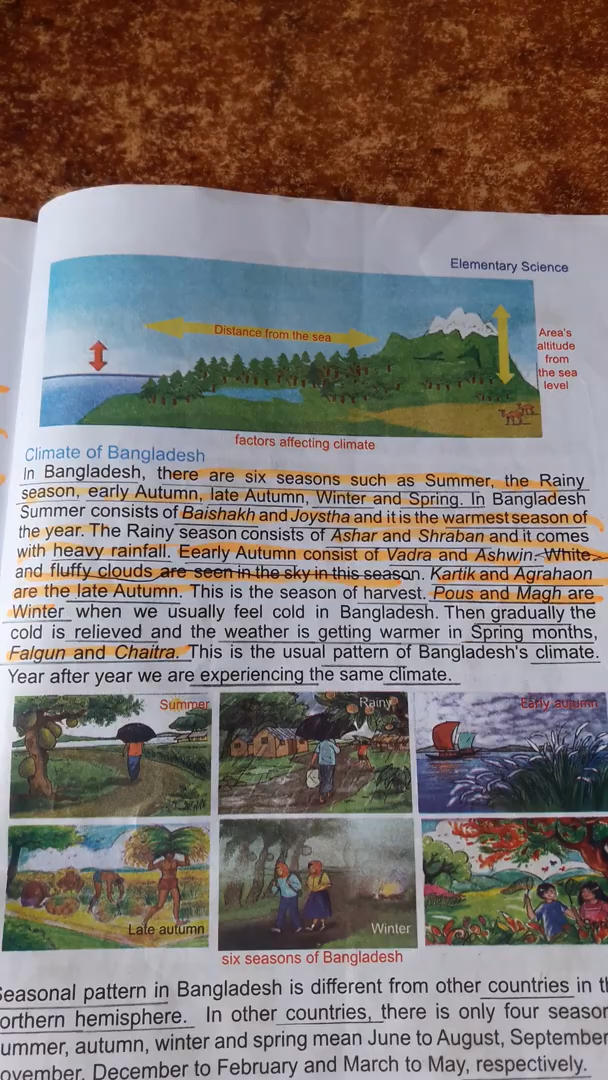 Elementary Science
Distance from the sea
Area's
altitude
from
the sea
level
factors affecting climate
Climate of Bangladesh
In Bangladesh, there are six seasons such as Summer, the Rainy
season, early Autumn, late Autumn, Winter and Spring. In Bangladesh
Summer consists of Baishakh and Joystha and it is the warmest season of
the year. The Rainy season consists of Ashar and Shraban and it comes
with heavy rainfall. Eearly Autumn consist of Vadra and Ashwin. White
and fluffy clouds are seen in the sky in this season. Kartik and Agrahaon
are the late Autumn. This is the season of harvest. Pous and Magh are
Winter when we usually feel cold in Bangladesh. Then gradually the
cold is relieved and the weather is getting warmer in Spring months,
Falgun and Chaitra. This is the usual pattern of Bangladesh's climate.
Year after year we are experiencing the same climate.
Summer
Rainy
Early autumn
Late autumn
Winter
six seasons of Bangladesh
Seasonal pattern in Bangladesh is different from other countries in th
orthern hemisphere. In other countries, there is only four season
ummer, autumn, winter and spring mean June to August, September
ovember, December to February and March to May, respectively.